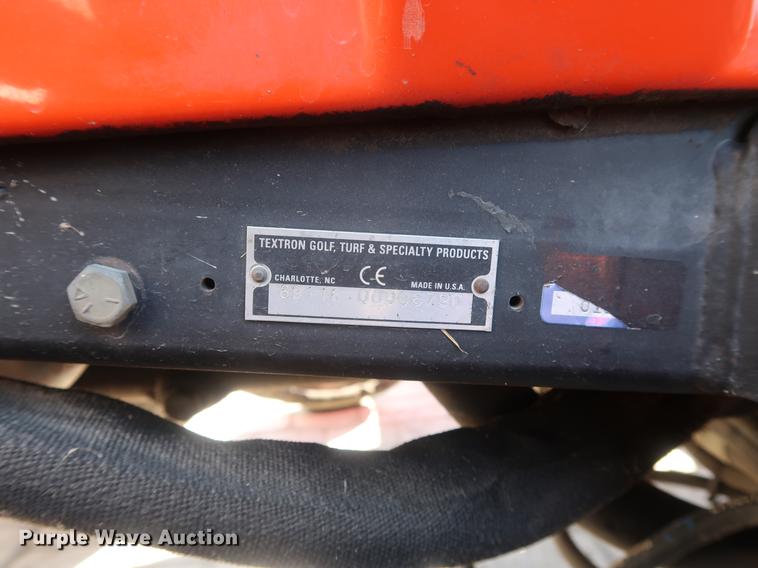 TEXTRON GOLF, TURF & SPECIALTY PRODUCTS
CE
CHARLOTTE, NC
MADE IN U.S.A.
Purple Wave Auction